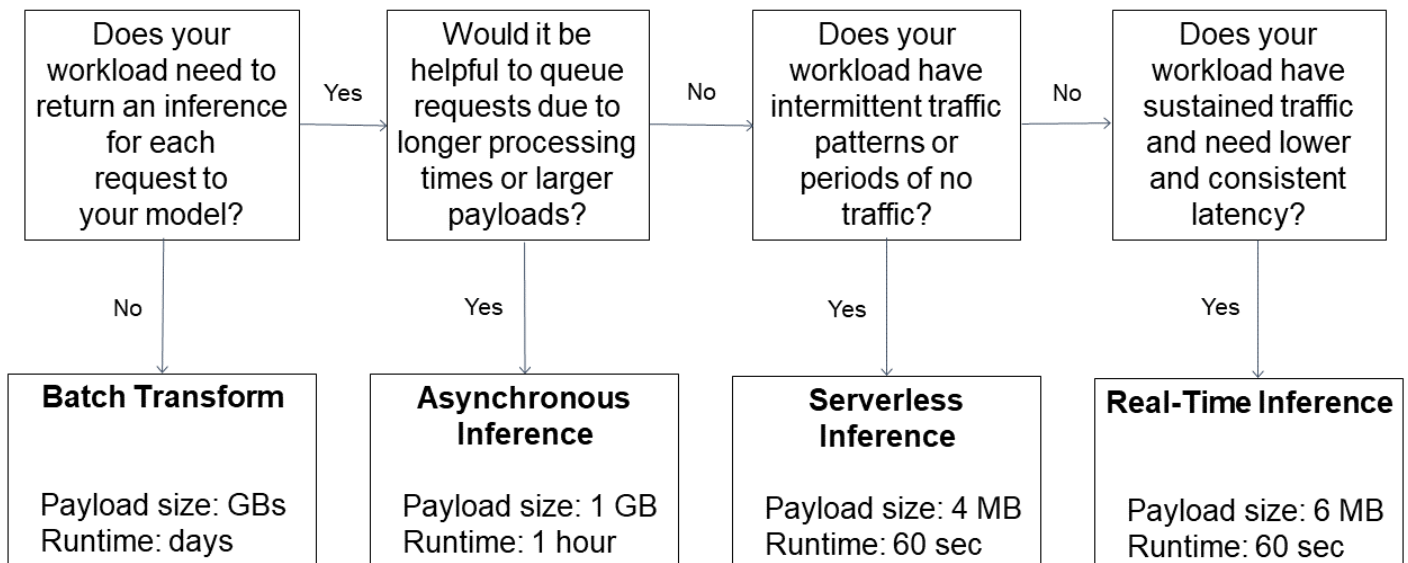 Does your
workload need to
return an inference
for each
request to
your model?
Yes
Would it be
helpful to queue
requests due to
longer processing
times or larger
payloads?
No
Does your
workload have
intermittent traffic
patterns or
periods of no
traffic?
No
Does your
workload have
sustained traffic
and need lower
and consistent
latency?
No
Yes
Yes
Yes
Batch Transform
Payload size: GBs
Runtime: days
Asynchronous
Inference
Payload size: 1 GB
Runtime: 1 hour
Serverless
Inference
Payload size: 4 MB
Runtime: 60 sec
Real-Time Inference
Payload size: 6 MB
Runtime: 60 sec